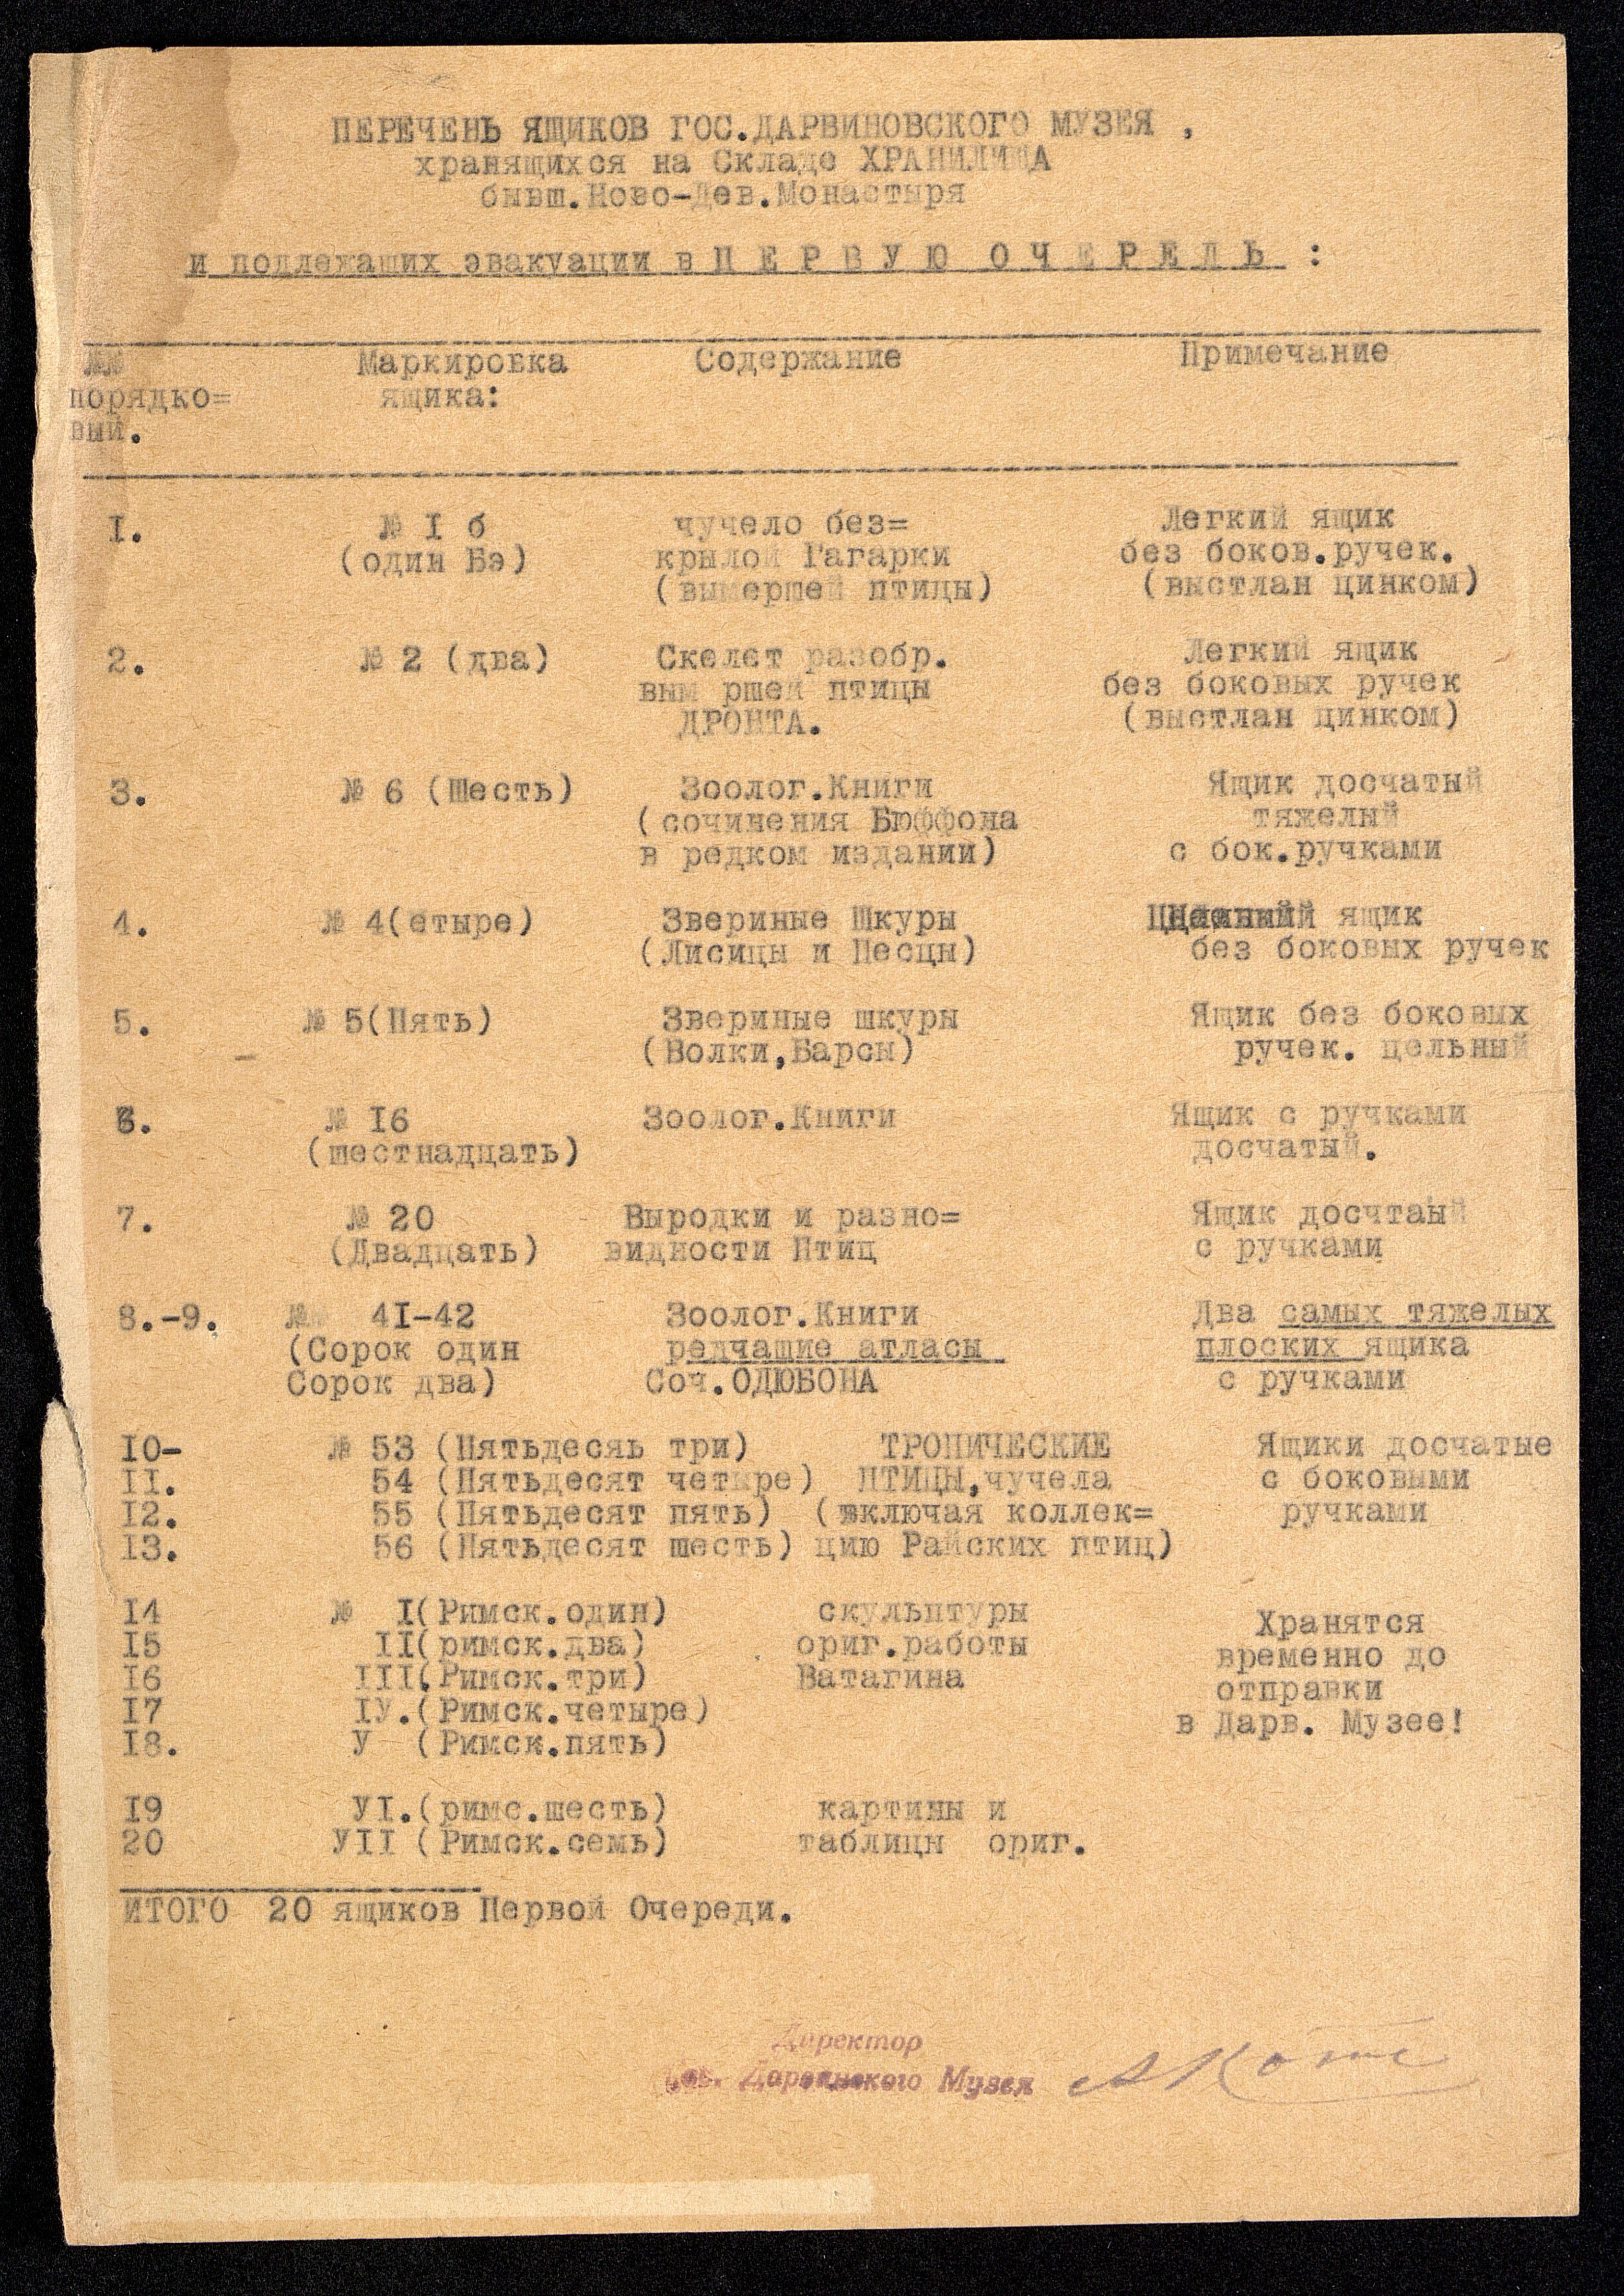 ПЕРЕЧЕНЬ ЯЩИКОВ ГОС.ДАРВИНОВСКОГО МУЗЕЯ ,
хранящихся на Складе ХРАНИЛИЩА
бывш.Ново-Дев.Монастыря
и подлежащих эвакуации в П Е Р В У Ю О Ч Е Р Е Д Ь :
№№ порядко= вый. Маркировка ящика: Содержание Примечание
I. № I б чучело без= Легкий ящик
(один Бэ) крылой Гагарки без боков.ручек.
(вымершей птицы) (выстлан цинком)
2. № 2 (два) Скелет разобр. Легкий ящик
вым ршей птицы без боковых ручек
ДРОНТА. (выстлан цинком)
3. № 6 (Шесть) Зоолог.Книги Ящик досчатый
(сочинения Бюффона тяжелый
в редком издании) с бок.ручками
4. № 4(етыре) Звериные Шкуры ящик
(Лисицы и Песцы) без боковых ручек
5. № 5(Пять) Звериные шкуры Ящик без боковых
(Волки,Барсы) ручек. цельный
6. № I6 Зоолог.Книги Ящик с ручками
(шестнадцать) досчатый.
7. № 20 Выродки и разно= Ящик досчтаый
(Двадцать) видности Птиц с ручками
8.-9. №№ 4I-42 Зоолог.Книги Два самых тяжелых
(Сорок один редчащие атласы плоских ящика
Сорок два) Соч.ОДЮБОНА с ручками
I0- № 53 (Пятьдесяь три) ТРОПИЧЕСКИЕ Ящики досчатые
II. 54 (Пятьдесят четыре) ПТИЦЫ,чучела с боковыми
I2. 55 (Пятьдесят пять) (включая коллек= ручками
I3. 56 (Пятьдесят шесть) цию Райских птиц)
I4 № I(Римск.один) скульптуры Хранятся
I5 II(римск.два) ориг.работы временно до
I6 III(Римск.три) Ватагина отправки
I7 IУ.(Римск.четыре) в Дарв. Музее!
I8. У (Римск.пять)
I9 УI.(римс.шесть) картины и
20 УII (Римск.семь) таблицы ориг.
ИТОГО 20 ящиков Первой Очереди.
Директор
Дарвинского Музея АКотс